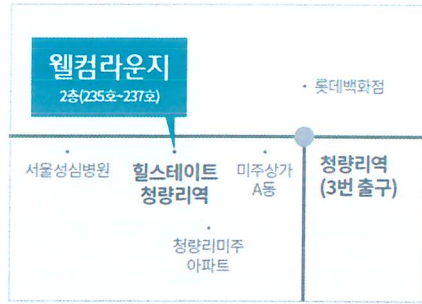 웰컴라운지
2층(235호~237호)
롯데백화점
서울성심병원
힐스테이트
청량리역
미주상가
A동
청량리역
(3번 출구)
청량리미주
아파트